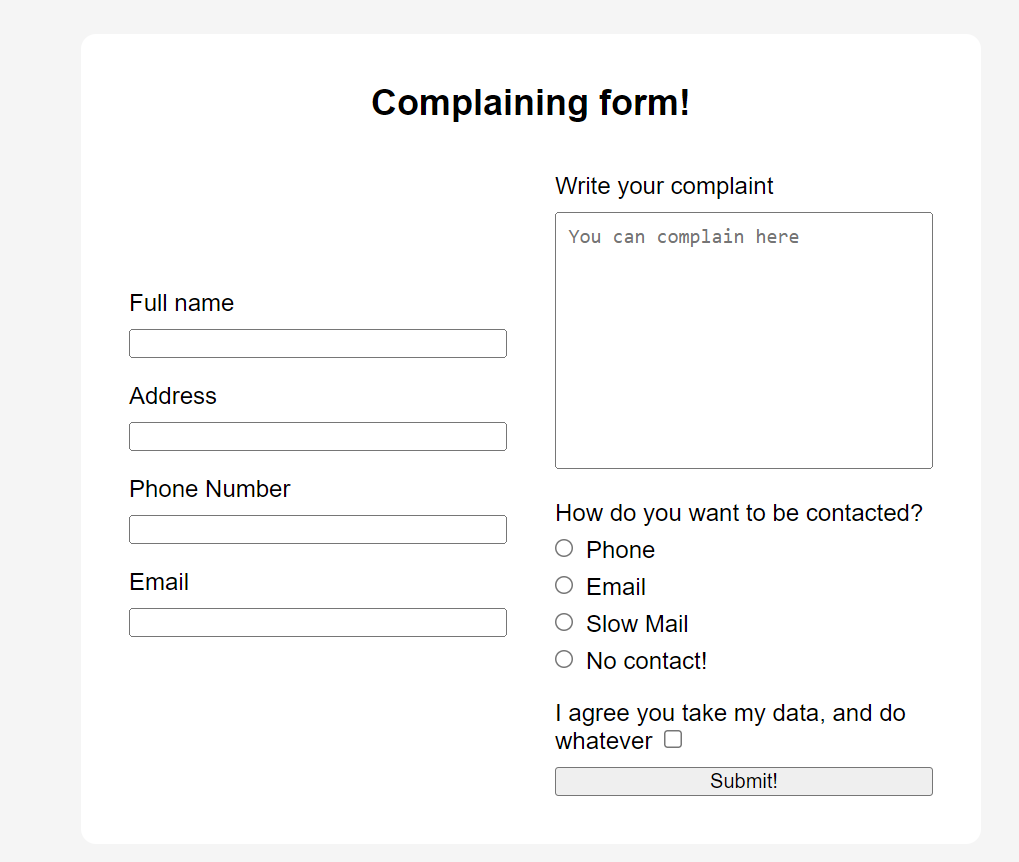 Complaining form!
Full name
Address
Phone Number
Email
Write your complaint
You can complain here
How do you want to be contacted?
Phone
Email
Slow Mail
No contact!
I agree you take my data, and do
whatever
Submit!